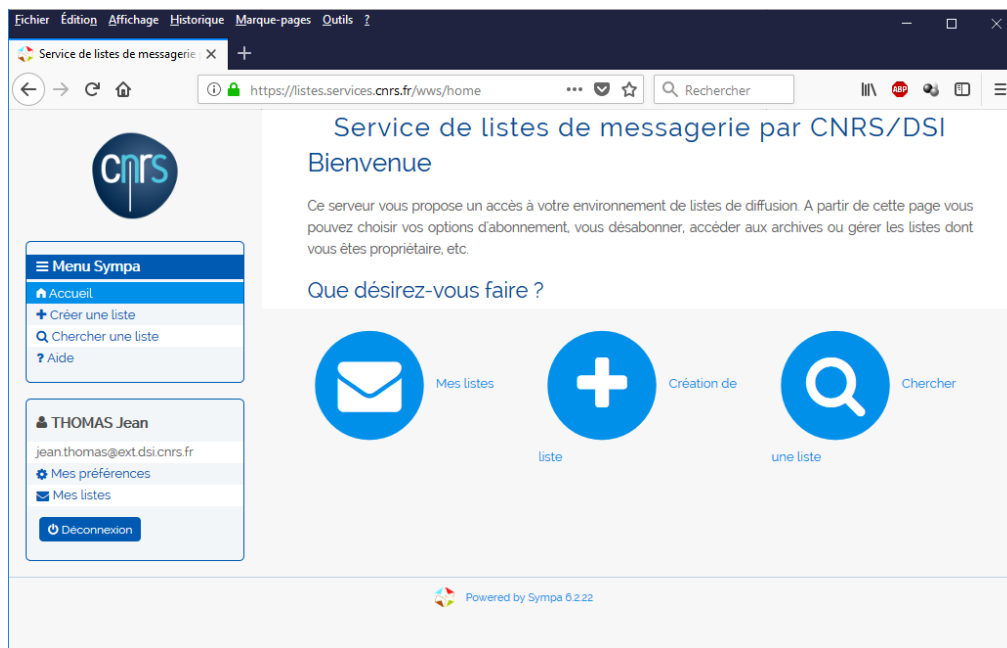 Fichier Édition Affichage Historique Marque-pages Outils ?
Service de listes de messagerie
https://listes.services.cnrs.fr/wws/home
Rechercher
ABP
cnrs
Menu Sympa
Accueil
Créer une liste
Chercher une liste
? Aide
THOMAS Jean
jean.thomas@ext.dsi.cnrs.fr
Mes préférences
Mes listes
Déconnexion
Service de listes de messagerie par CNRS/DSI
Bienvenue
Ce serveur vous propose un accès à votre environnement de listes de diffusion. A partir de cette page vous
pouvez choisir vos options d'abonnement, vous désabonner, accéder aux archives ou gérer les listes dont
vous êtes propriétaire, etc.
Que désirez-vous faire ?
Mes listes
Création de
liste
Chercher
une liste
Powered by Sympa 6.2.22